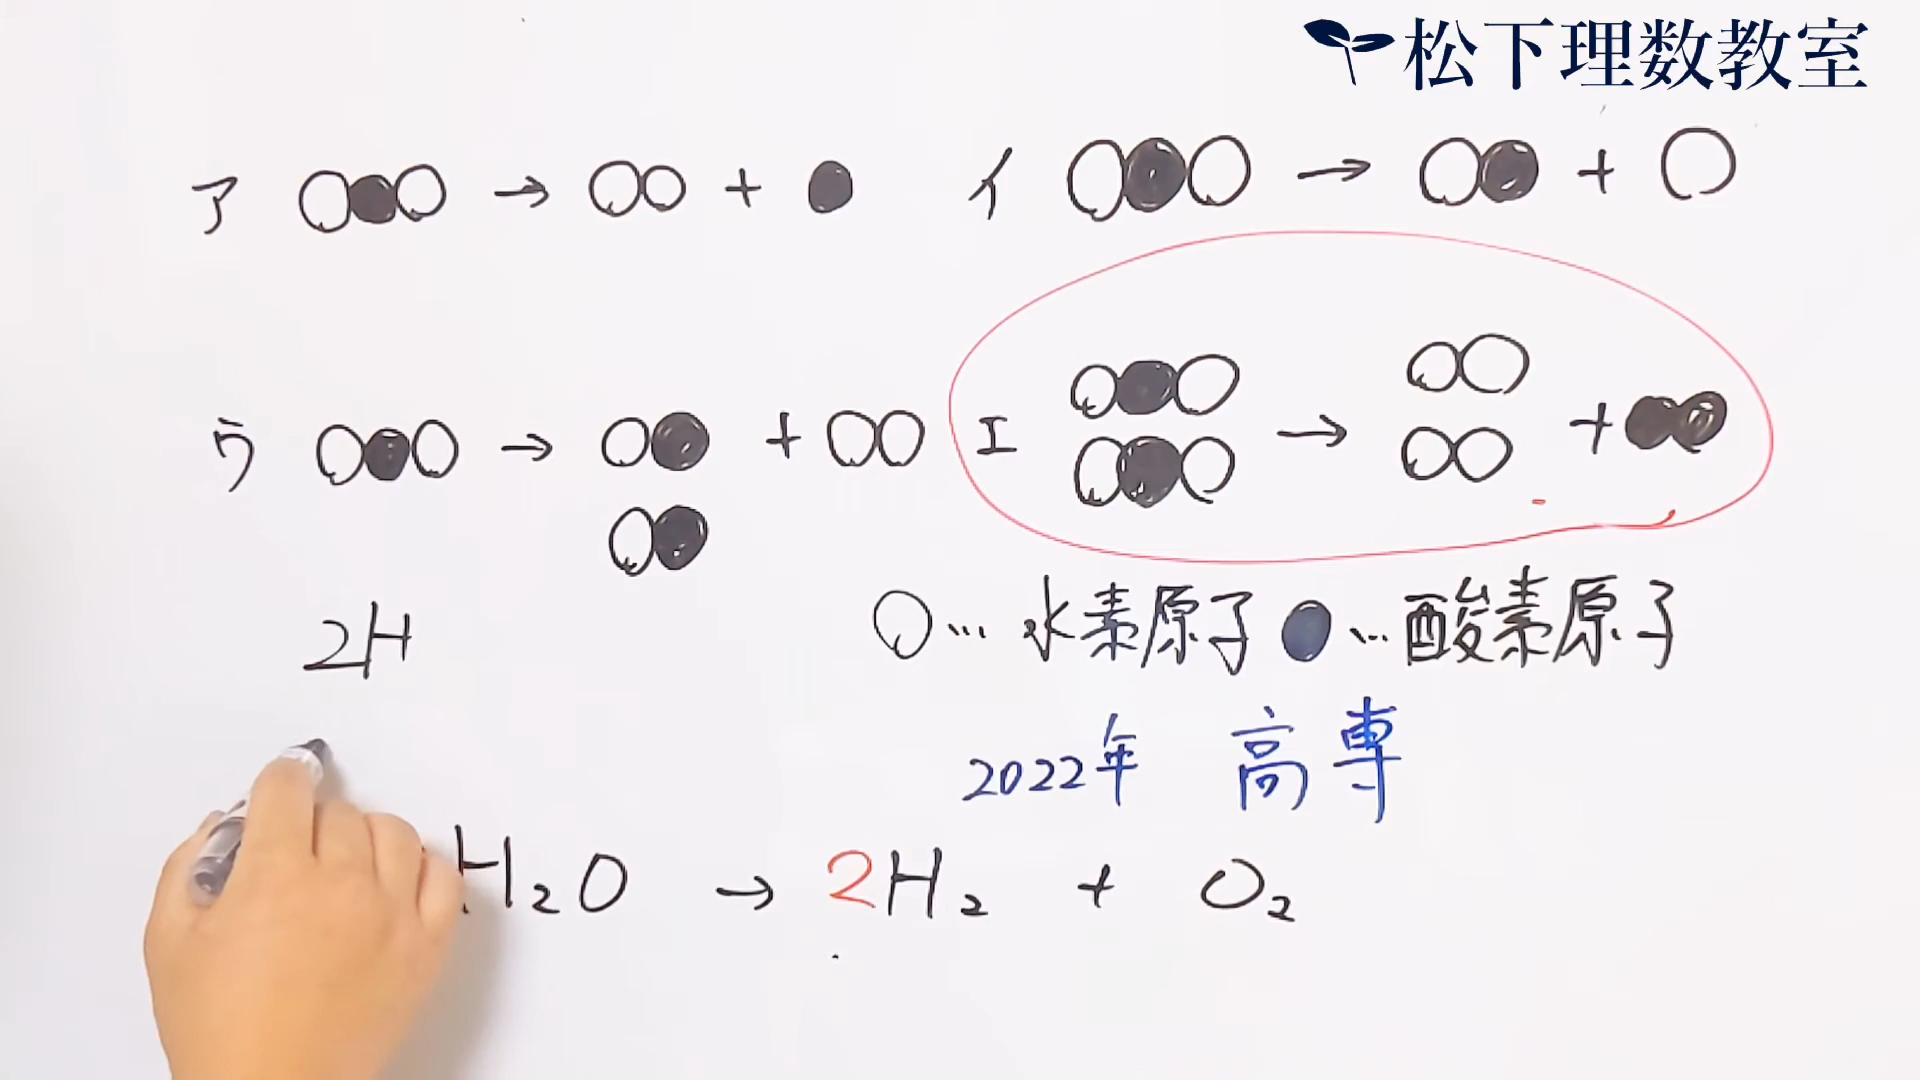 松下理数教室
ア → + イ → +
ウ → + エ → +
2H
○… 水素原子 ●… 酸素原子
2022年 高専
H₂O → 2H₂ + O₂